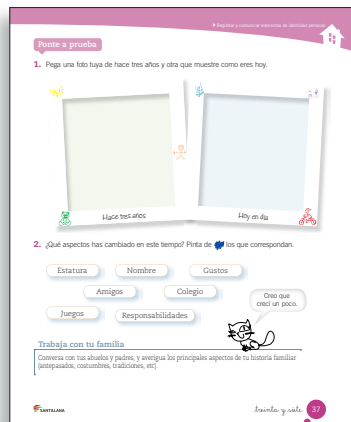 Registrar y comunicar elementos de identidad personal
Ponte a prueba
1. Pega una foto tuya de hace tres años y otra que muestre como eres hoy.
Hace tres años
Hoy en día
2. ¿Qué aspectos has cambiado en este tiempo? Pinta de los que correspondan.
Estatura
Nombre
Gustos
Amigos
Colegio
Juegos
Responsabilidades
Creo que
crecí un poco.
Trabaja con tu familia
Conversa con tus abuelos y padres, y averigua los principales aspectos de tu historia familiar
(antepasados, costumbres, tradiciones, etc).
SANTILLANA
treinta y siete
37